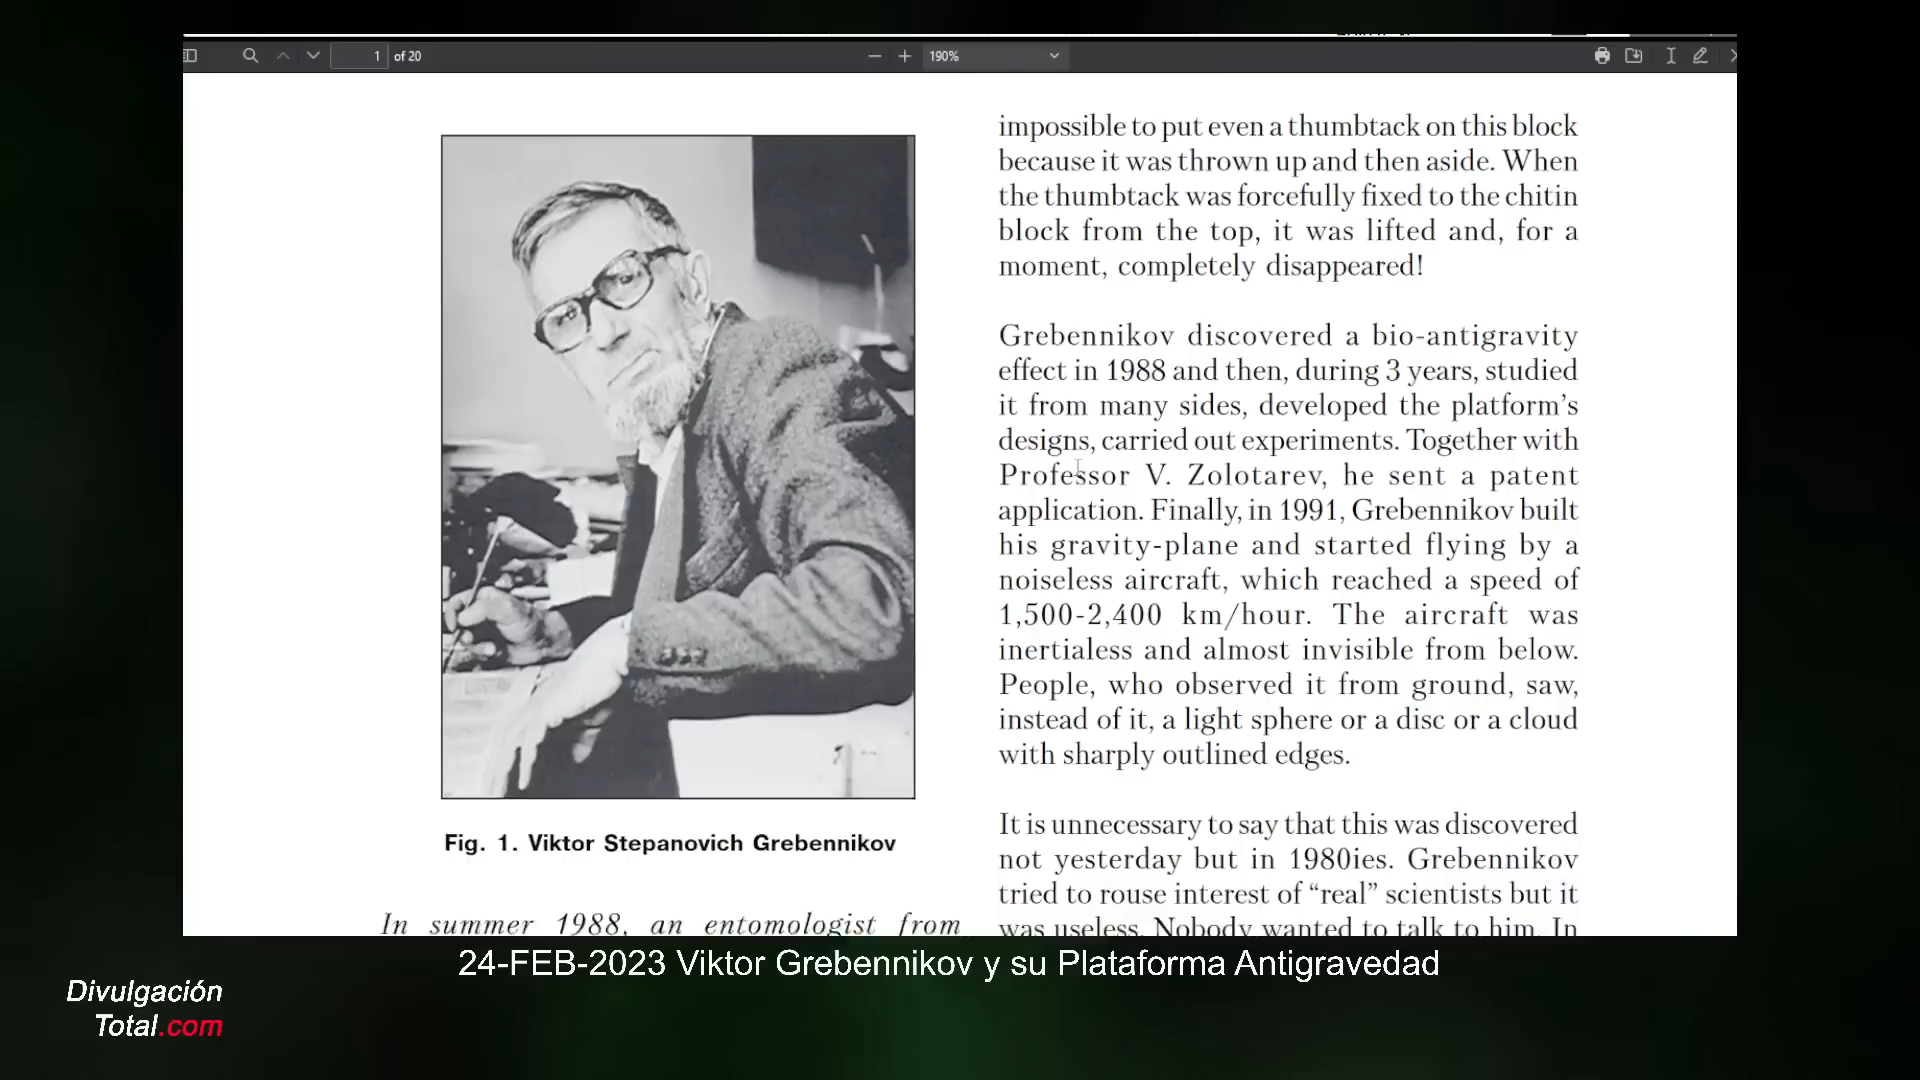 1 of 20
190%
Fig. 1. Viktor Stepanovich Grebennikov
In summer 1988, an entomologist from
impossible to put even a thumbtack on this block
because it was thrown up and then aside. When
the thumbtack was forcefully fixed to the chitin
block from the top, it was lifted and, for a
moment, completely disappeared!
Grebennikov discovered a bio-antigravity
effect in 1988 and then, during 3 years, studied
it from many sides, developed the platform’s
designs, carried out experiments. Together with
Professor V. Zolotarev, he sent a patent
application. Finally, in 1991, Grebennikov built
his gravity-plane and started flying by a
noiseless aircraft, which reached a speed of
1,500-2,400 km/hour. The aircraft was
inertialess and almost invisible from below.
People, who observed it from ground, saw,
instead of it, a light sphere or a disc or a cloud
with sharply outlined edges.
It is unnecessary to say that this was discovered
not yesterday but in 1980ies. Grebennikov
tried to rouse interest of “real” scientists but it
was useless. Nobody wanted to talk to him. In
24-FEB-2023 Viktor Grebennikov y su Plataforma Antigravedad
Divulgación
Total.com